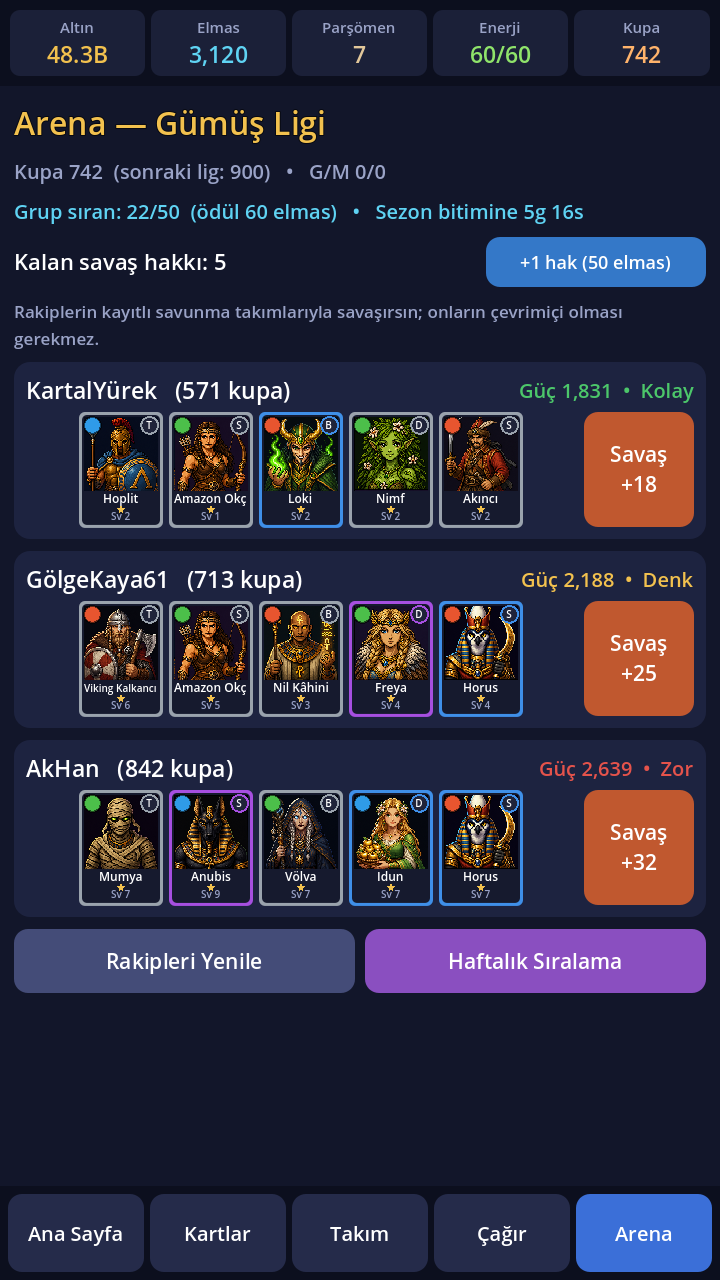 Altın Elmas Parşömen Enerji Kupa
48.3B 3,120 7 60/60 742
Arena — Gümüş Ligi
Kupa 742 (sonraki lig: 900) • G/M 0/0
Grup sıran: 22/50 (ödül 60 elmas) • Sezon bitimine 5g 16s
Kalan savaş hakkı: 5 +1 hak (50 elmas)
Rakiplerin kayıtlı savunma takımlarıyla savaşırsın; onların çevrimiçi olması
gerekmez.
KartalYürek (571 kupa) Güç 1,831 • Kolay
T S B D S
Hoplit Amazon Okç Loki Nimf Akıncı
Sv 2 Sv 1 Sv 2 Sv 2 Sv 2
Savaş
+18
GölgeKaya61 (713 kupa) Güç 2,188 • Denk
T S B D S
Viking Kalkancı Amazon Okç Nil Kâhini Freya Horus
Sv 6 Sv 5 Sv 3 Sv 4 Sv 4
Savaş
+25
AkHan (842 kupa) Güç 2,639 • Zor
T S B D S
Mumya Anubis Völva Idun Horus
Sv 7 Sv 9 Sv 7 Sv 7 Sv 7
Savaş
+32
Rakipleri Yenile Haftalık Sıralama
Ana Sayfa Kartlar Takım Çağır Arena